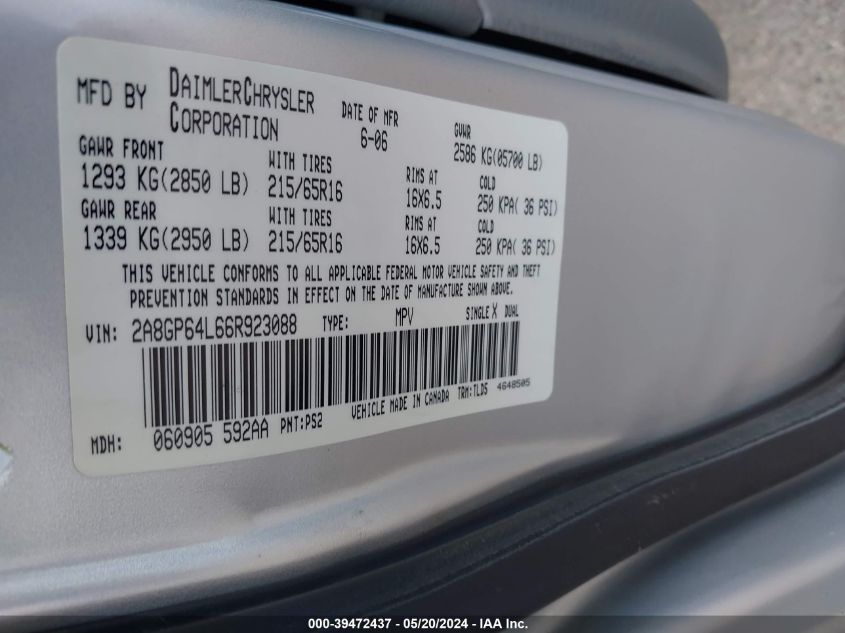 MFD BY DAIMLERCHRYSLER CORPORATION DATE OF MFR 6-06 GVWR 2586 KG(05700 LB)
GAWR FRONT WITH TIRES RIMS AT COLD
1293 KG(2850 LB) 215/65R16 16X6.5 250 KPA( 36 PSI)
GAWR REAR WITH TIRES RIMS AT COLD
1339 KG(2950 LB) 215/65R16 16X6.5 250 KPA( 36 PSI)
THIS VEHICLE CONFORMS TO ALL APPLICABLE FEDERAL MOTOR VEHICLE SAFETY AND THEFT
PREVENTION STANDARDS IN EFFECT ON THE DATE OF MANUFACTURE SHOWN ABOVE.
VIN: 2A8GP64L66R923088 TYPE: MPV SINGLE X DUAL
MDH: 060905 592AA PNT:PS2 VEHICLE MADE IN CANADA TRM:TLD5 4648505
000-39472437 - 05/20/2024 - IAA Inc.